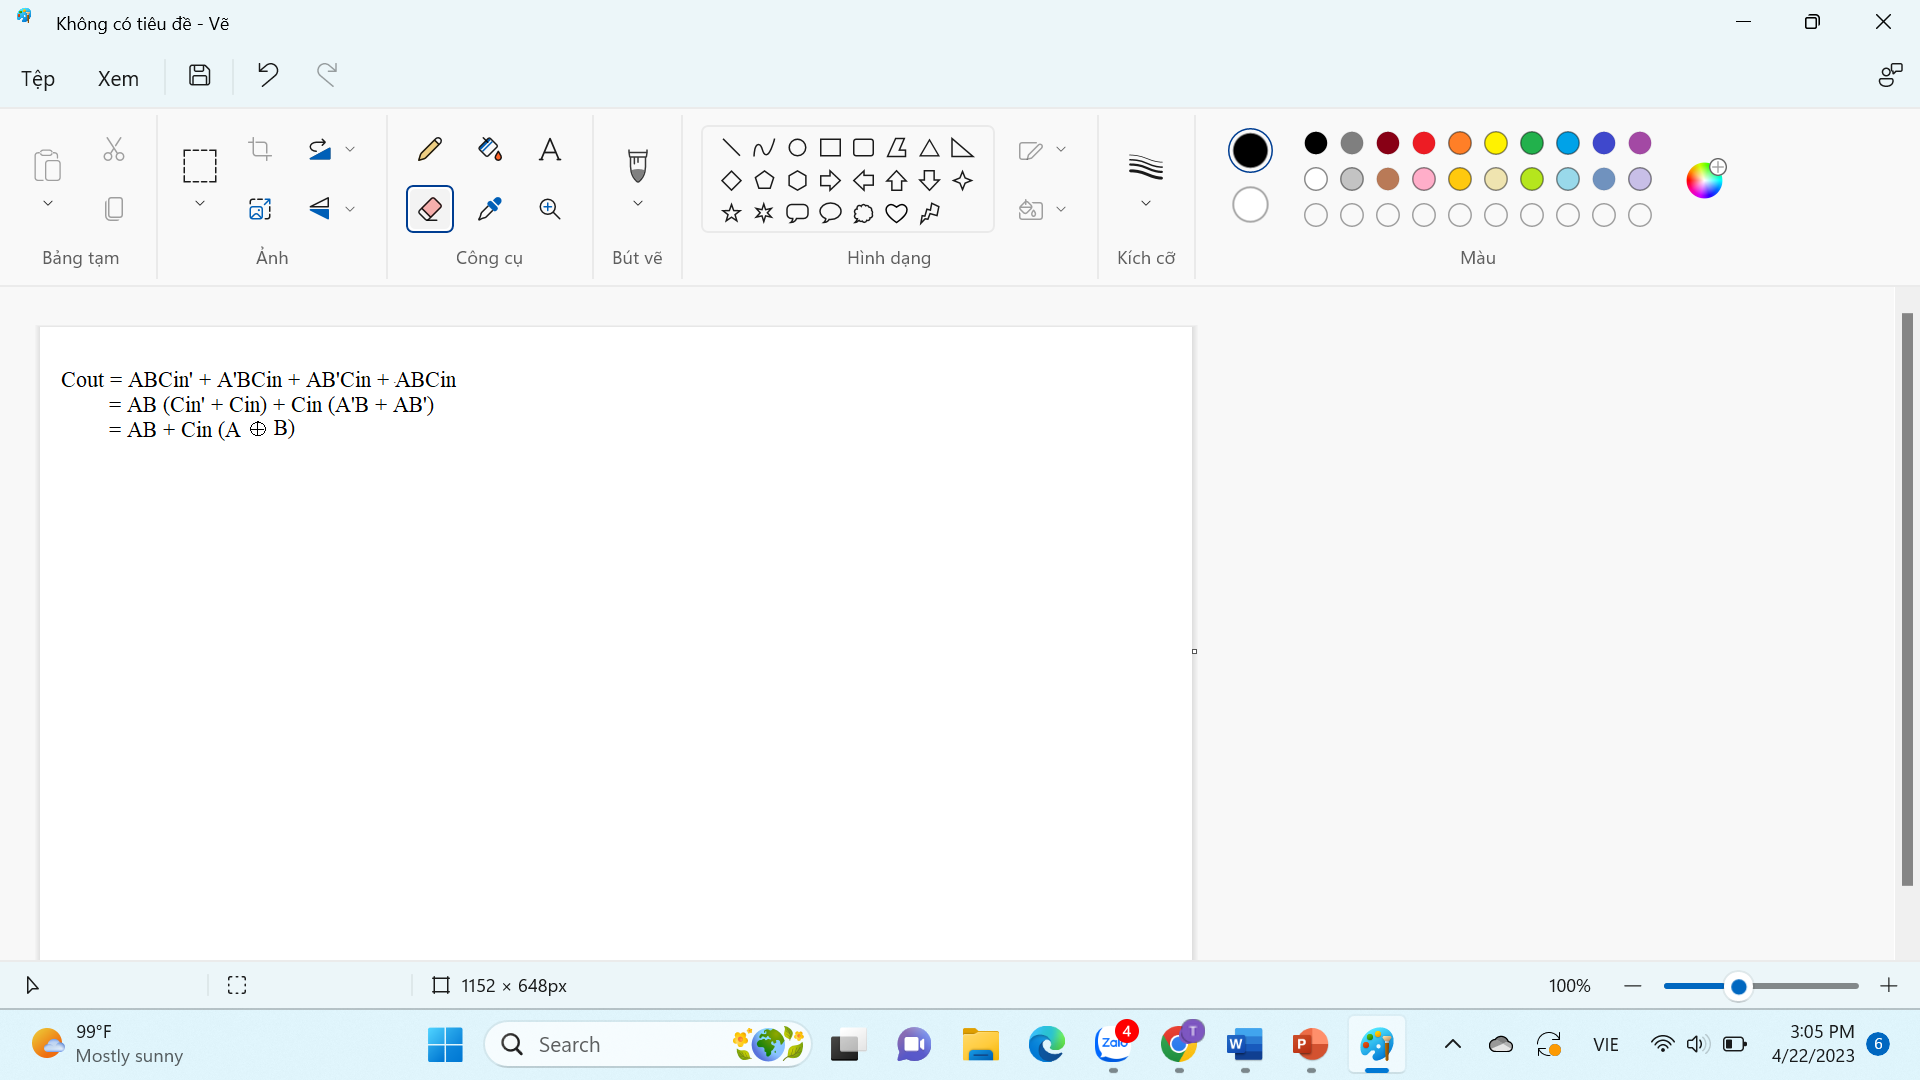 Không có tiêu đề - Vẽ
Tệp Xem
Bảng tạm Ảnh Công cụ Bút vẽ Hình dạng Kích cỡ Màu
Cout = ABCin' + A'BCin + AB'Cin + ABCin
= AB (Cin' + Cin) + Cin (A'B + AB')
= AB + Cin (A ⊕ B)
1152 × 648px 100%
99°F
Mostly sunny
Search
Zalo 4
T
W
P
VIE
3:05 PM
4/22/2023
6